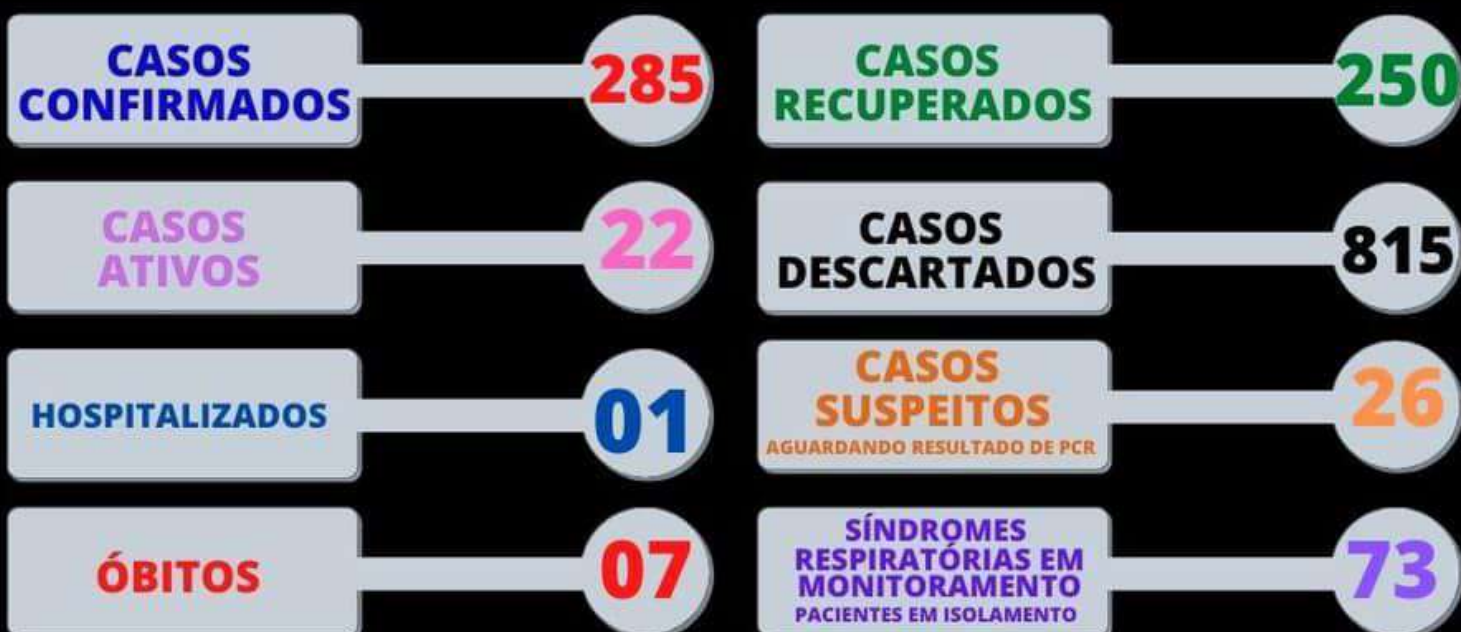 CASOS
CONFIRMADOS
285
CASOS
RECUPERADOS
250
CASOS
ATIVOS
22
CASOS
DESCARTADOS
815
HOSPITALIZADOS
01
CASOS
SUSPEITOS
AGUARDANDO RESULTADO DE PCR
26
ÓBITOS
07
SÍNDROMES
RESPIRATÓRIAS EM
MONITORAMENTO
PACIENTES EM ISOLAMENTO
73